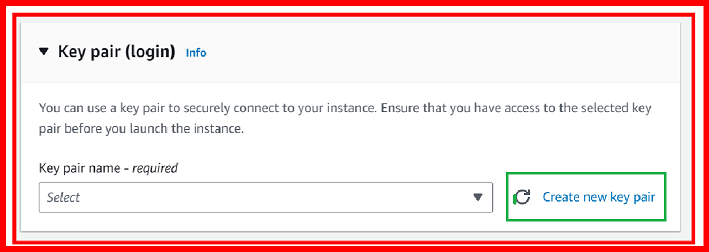 Key pair (login) Info
You can use a key pair to securely connect to your instance. Ensure that you have access to the selected key
pair before you launch the instance.
Key pair name - required
Select
Create new key pair